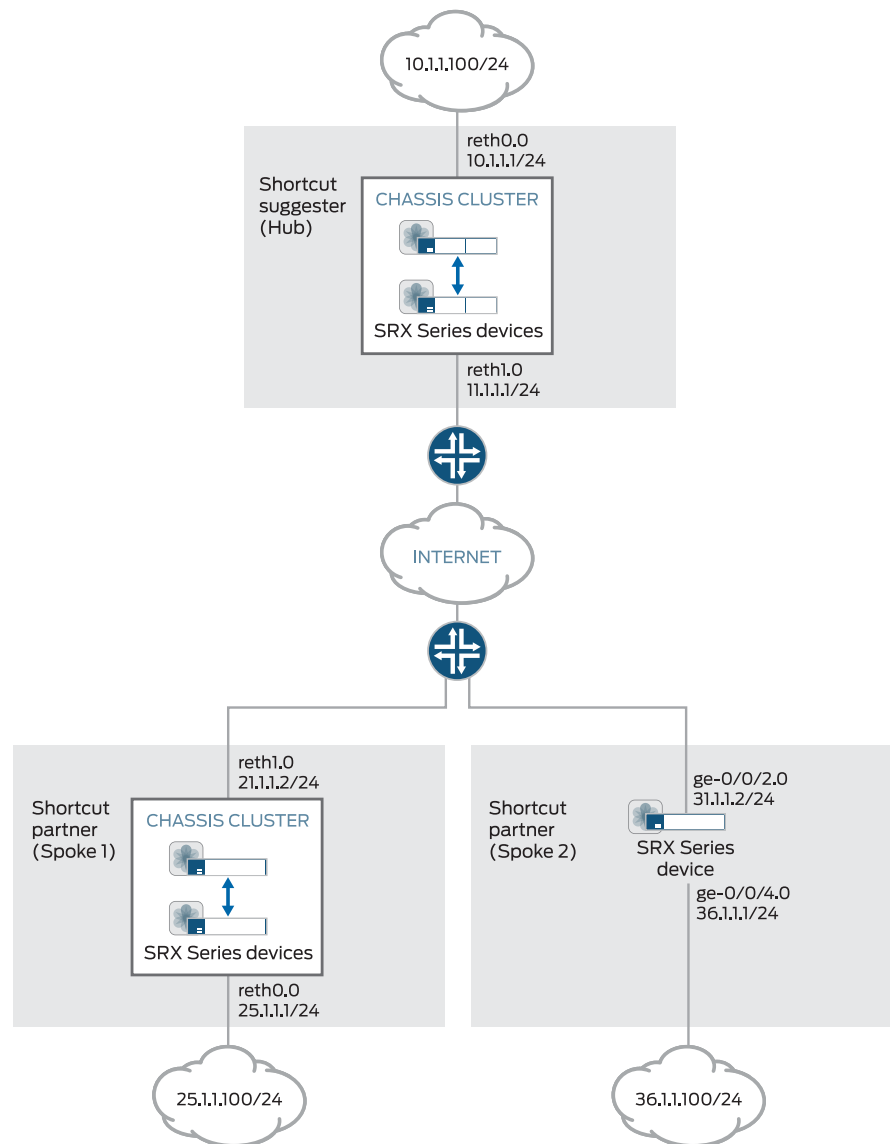 10.1.1.100/24
reth0.0
10.1.1.1/24
Shortcut
suggester
(Hub)
CHASSIS CLUSTER
SRX Series devices
reth1.0
11.1.1.1/24
INTERNET
reth1.0
21.1.1.2/24
Shortcut
partner
(Spoke 1)
CHASSIS CLUSTER
SRX Series devices
reth0.0
25.1.1.1/24
25.1.1.100/24
ge-0/0/2.0
31.1.1.2/24
Shortcut
partner
(Spoke 2)
SRX Series
device
ge-0/0/4.0
36.1.1.1/24
36.1.1.100/24